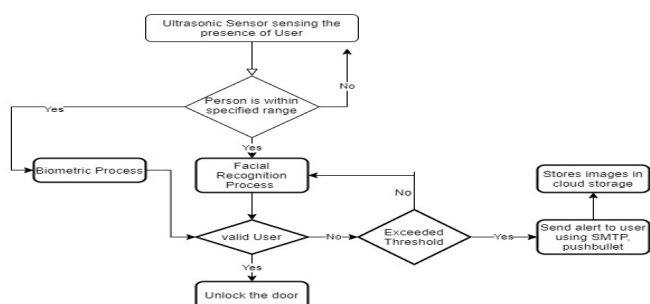 Ultrasonic Sensor sensing the
presence of User
No
Person is within
specified range
Yes
Yes
Biometric Process
Facial
Recognition
Process
No
Stores images in
cloud storage
valid User
No
Exceeded
Threshold
Yes
Send alert to user
using SMTP,
pushbullet
Yes
Unlock the door